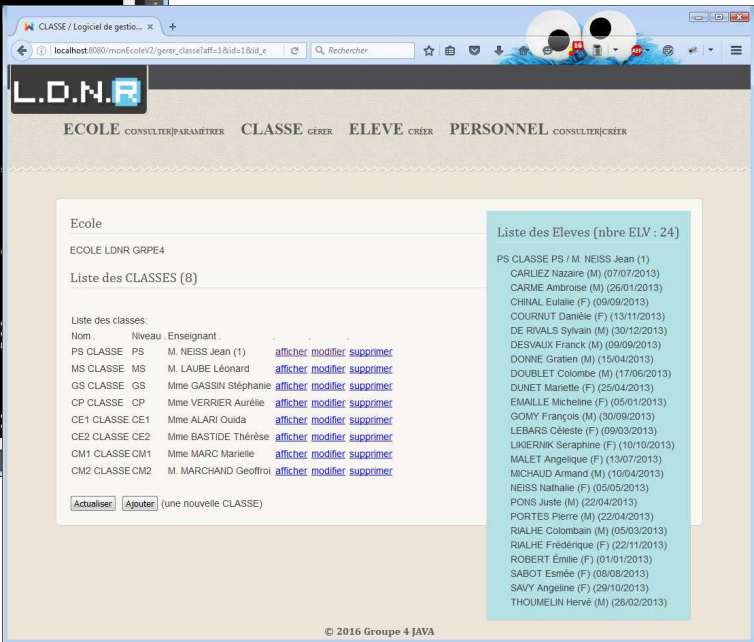 CLASSE / Logiciel de gestio... × +
localhost:8080/monEcoleV2/gerer_classe?aff=1&id=1&id_e
Rechercher
16
ABP
L.D.N.R
ECOLE CONSULTER|PARAMÉTRER CLASSE GÉRER ELEVE CRÉER PERSONNEL CONSULTER|CRÉER
Ecole
ECOLE LDNR GRPE4
Liste des CLASSES (8)
Liste des classes:
Nom . Niveau . Enseignant . . . .
PS CLASSE PS M. NEISS Jean (1) afficher modifier supprimer
MS CLASSE MS M. LAUBE Léonard afficher modifier supprimer
GS CLASSE GS Mme GASSIN Stéphanie afficher modifier supprimer
CP CLASSE CP Mme VERRIER Aurélie afficher modifier supprimer
CE1 CLASSE CE1 Mme ALARI Ouida afficher modifier supprimer
CE2 CLASSE CE2 Mme BASTIDE Thérèse afficher modifier supprimer
CM1 CLASSE CM1 Mme MARC Marielle afficher modifier supprimer
CM2 CLASSE CM2 M. MARCHAND Geoffroi afficher modifier supprimer
Actualiser Ajouter (une nouvelle CLASSE)
Liste des Eleves (nbre ELV : 24)
PS CLASSE PS / M. NEISS Jean (1)
CARLIEZ Nazaire (M) (07/07/2013)
CARME Ambroise (M) (26/01/2013)
CHINAL Eulalie (F) (09/09/2013)
COURNUT Danièle (F) (13/11/2013)
DE RIVALS Sylvain (M) (30/12/2013)
DESVAUX Franck (M) (09/09/2013)
DONNE Gratien (M) (15/04/2013)
DOUBLET Colombe (M) (17/06/2013)
DUNET Mariette (F) (25/04/2013)
EMAILLE Micheline (F) (05/01/2013)
GOMY François (M) (30/09/2013)
LEBARS Céleste (F) (09/03/2013)
LIKIERNIK Seraphine (F) (10/10/2013)
MALET Angelique (F) (13/07/2013)
MICHAUD Armand (M) (10/04/2013)
NEISS Nathalie (F) (05/05/2013)
PONS Juste (M) (22/04/2013)
PORTES Pierre (M) (22/04/2013)
RIALHE Colombain (M) (05/03/2013)
RIALHE Frédérique (F) (22/11/2013)
ROBERT Émilie (F) (01/01/2013)
SABOT Esmée (F) (08/08/2013)
SAVY Angeline (F) (29/10/2013)
THOUMELIN Hervé (M) (28/02/2013)
© 2016 Groupe 4 JAVA